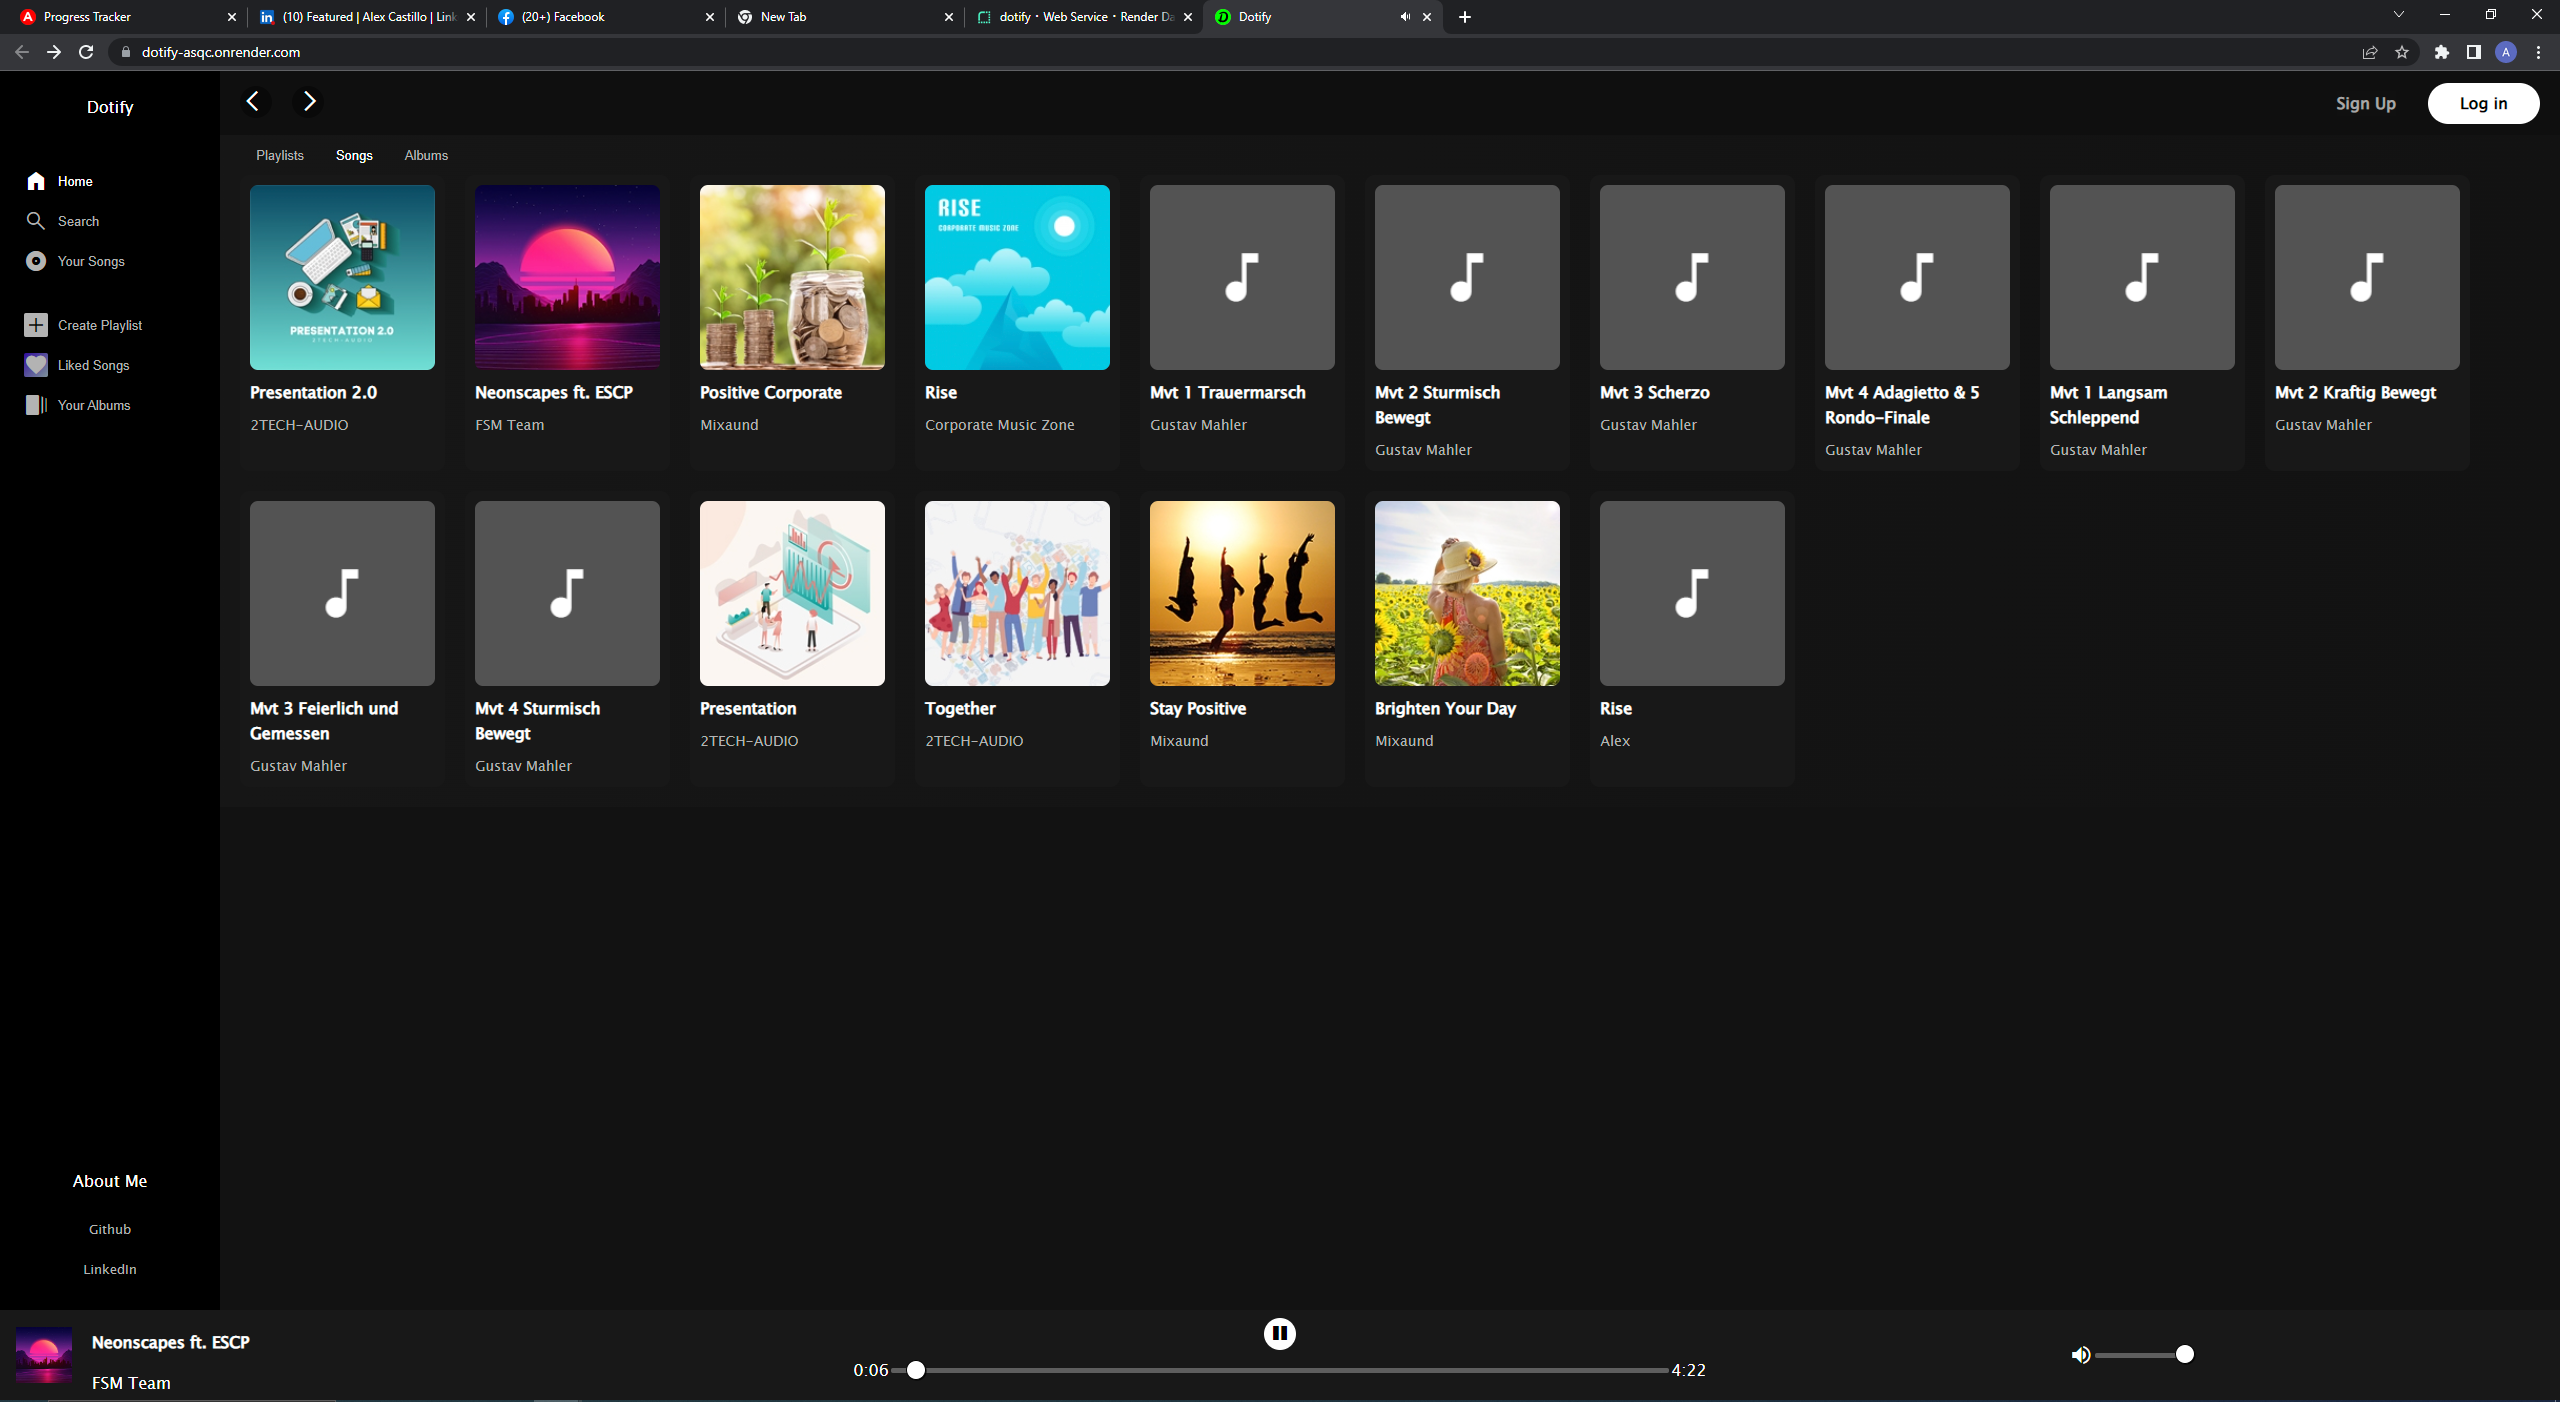 Progress Tracker
(10) Featured | Alex Castillo | Link
(20+) Facebook
New Tab
dotify · Web Service · Render Da
Dotify
dotify-asqc.onrender.com
A
Dotify
Sign Up
Log in
Home
Search
Your Songs
Create Playlist
Liked Songs
Your Albums
Playlists
Songs
Albums
PRESENTATION 2.0
2TECH-AUDIO
Presentation 2.0
2TECH-AUDIO
Neonscapes ft. ESCP
FSM Team
Positive Corporate
Mixaund
RISE
CORPORATE MUSIC ZONE
Rise
Corporate Music Zone
Mvt 1 Trauermarsch
Gustav Mahler
Mvt 2 Sturmisch
Bewegt
Gustav Mahler
Mvt 3 Scherzo
Gustav Mahler
Mvt 4 Adagietto & 5
Rondo-Finale
Gustav Mahler
Mvt 1 Langsam
Schleppend
Gustav Mahler
Mvt 2 Kraftig Bewegt
Gustav Mahler
Mvt 3 Feierlich und
Gemessen
Gustav Mahler
Mvt 4 Sturmisch
Bewegt
Gustav Mahler
Presentation
2TECH-AUDIO
Together
2TECH-AUDIO
Stay Positive
Mixaund
Brighten Your Day
Mixaund
Rise
Alex
About Me
Github
LinkedIn
Neonscapes ft. ESCP
FSM Team
0:06
4:22